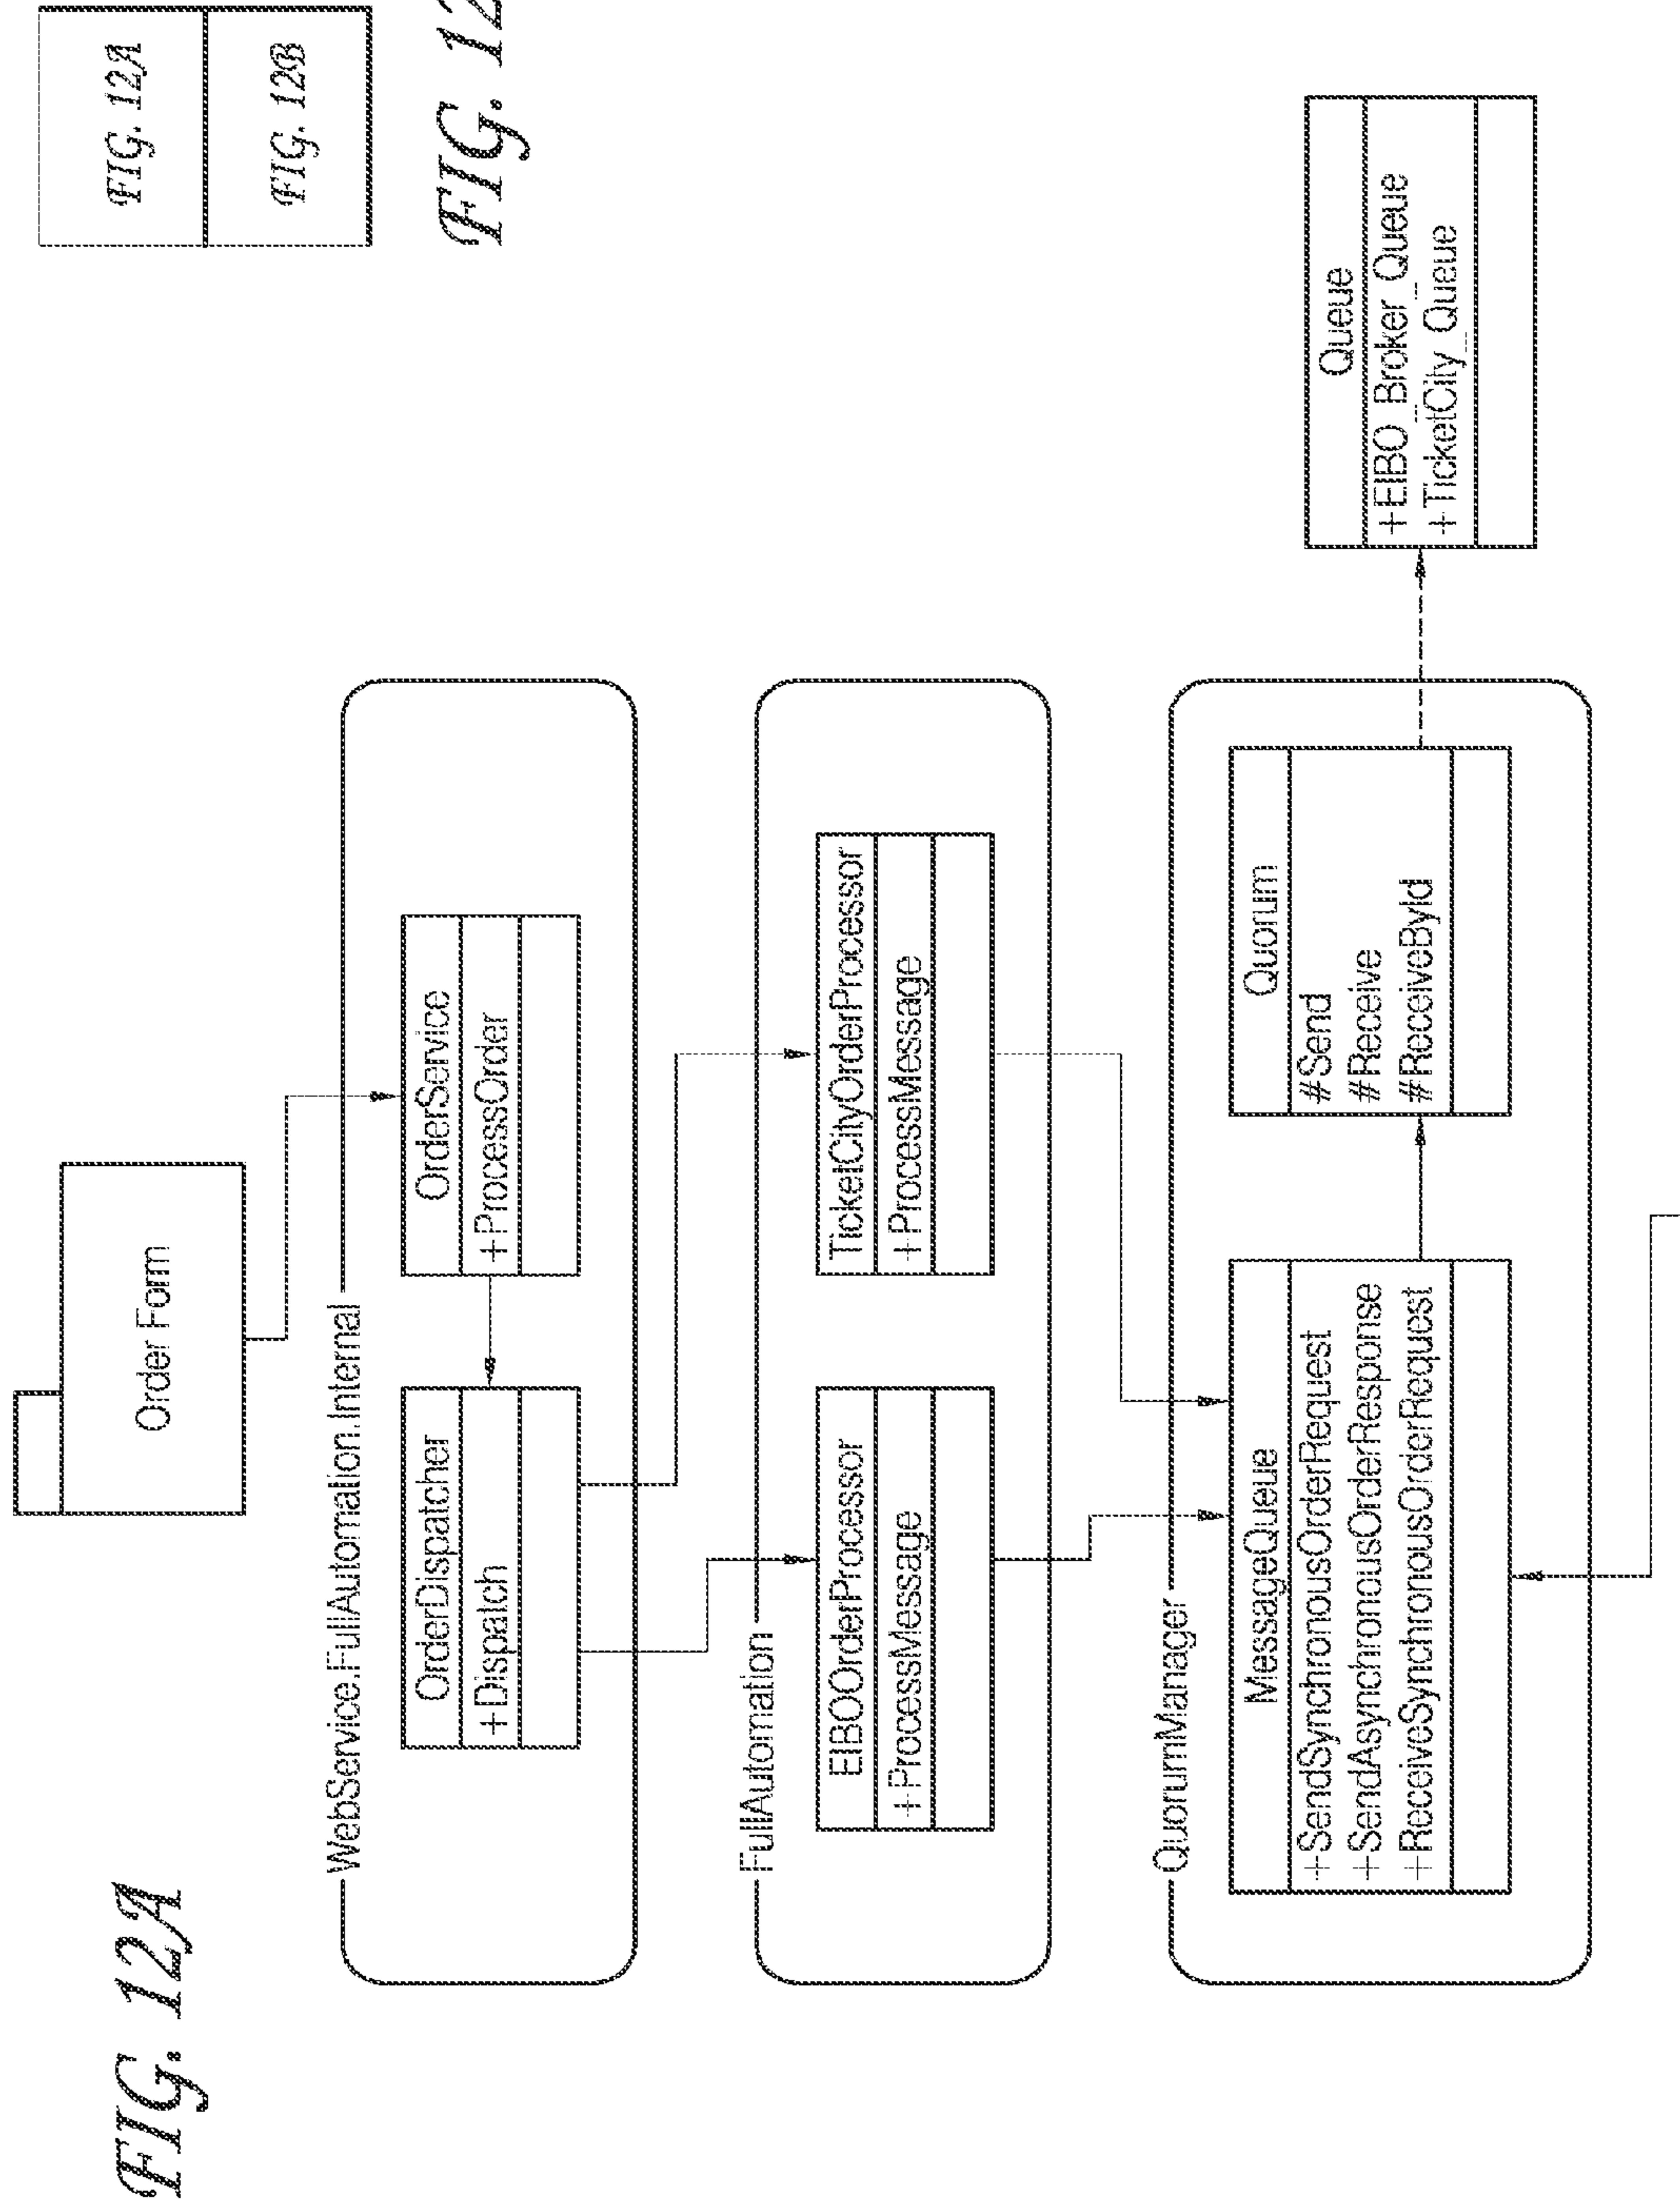 FIG. 12A
FIG. 12A
FIG. 12B
FIG. 12
Order Form
WebService.FullAutomation.Internal
OrderDispatcher
+Dispatch
OrderService
+ProcessOrder
FullAutomation
EIBOOrderProcessor
+ProcessMessage
TicketCityOrderProcessor
+ProcessMessage
QuorumManager
MessageQueue
+SendSynchronousOrderRequest
+SendAsynchronousOrderResponse
+ReceiveSynchronousOrderRequest
Quorum
#Send
#Receive
#ReceiveById
Queue
+EIBO_Broker_Queue
+TicketCity_Queue